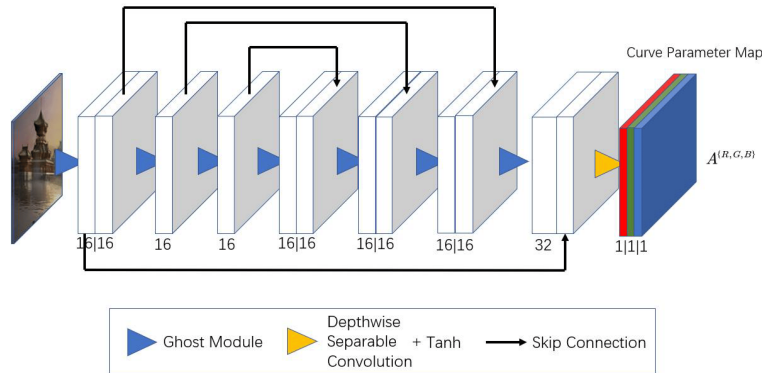 Curve Parameter Map
A{R,G,B}
16|16
16
16
16|16
16|16
16|16
32
1|1|1
Ghost Module
Depthwise
Separable
Convolution
+ Tanh
Skip Connection